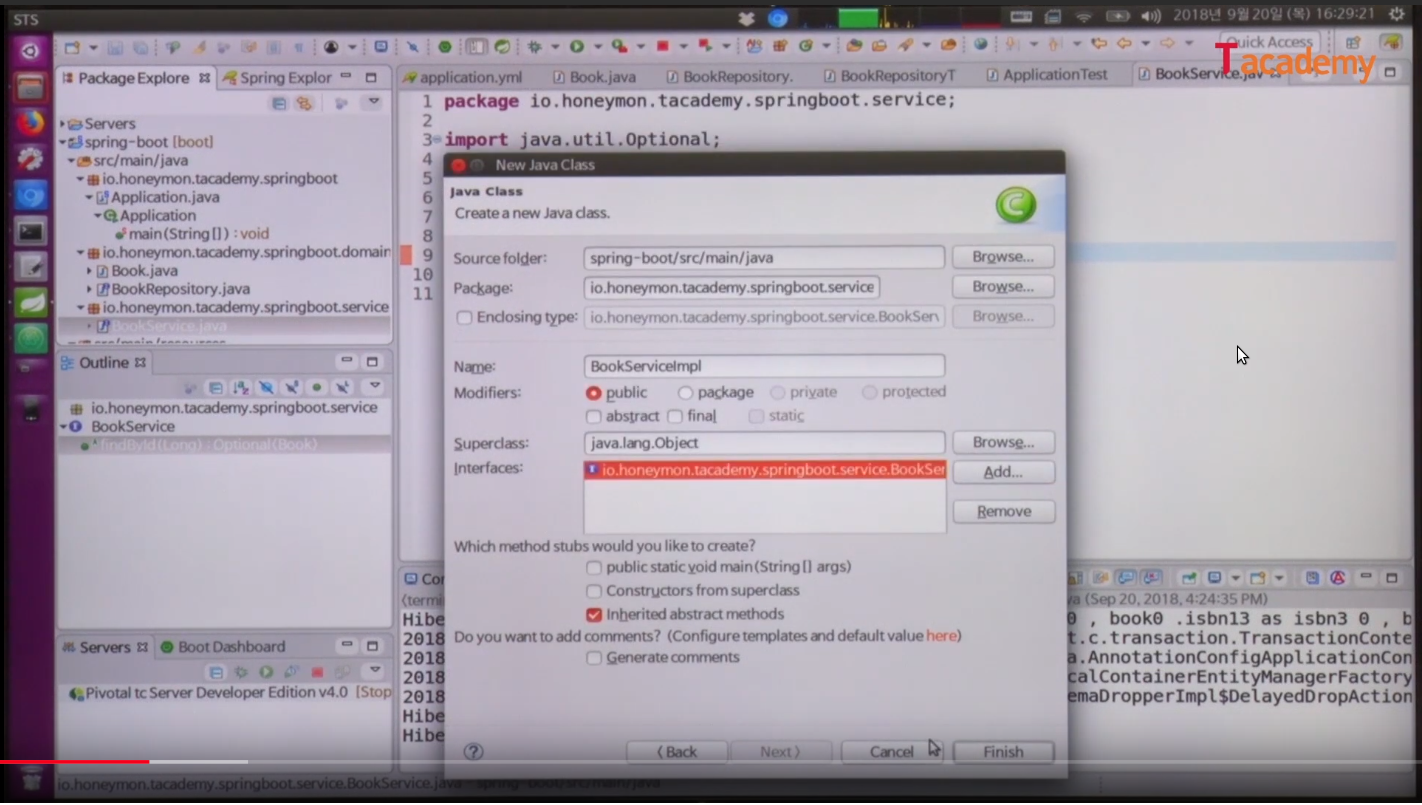 STS
2018년 9월20일 (목) 16:29:21
Quick Access
Tacademy
Package Explore
Spring Explor
application.yml
Book.java
BookRepository.
BookRepositoryT
ApplicationTest
BookService.jav
Servers
spring-boot [boot]
src/main/java
io.honeymon.tacademy.springboot
Application.java
Application
main(String[]) : void
io.honeymon.tacademy.springboot.domain
Book.java
BookRepository.java
io.honeymon.tacademy.springboot.service
BookService.java
1 package io.honeymon.tacademy.springboot.service;
2
3 import java.util.Optional;
4
5
6
7
8
9
10
11
Outline
io.honeymon.tacademy.springboot.service
BookService
findById(Long) : Optional<Book>
Servers
Boot Dashboard
Pivotal tc Server Developer Edition v4.0 [Stop
New Java Class
Java Class
Create a new Java class.
Source folder: spring-boot/src/main/java Browse...
Package: io.honeymon.tacademy.springboot.service Browse...
Enclosing type: io.honeymon.tacademy.springboot.service.BookServ Browse...
Name: BookServiceImpl
Modifiers: public package private protected
abstract final static
Superclass: java.lang.Object Browse...
Interfaces: io.honeymon.tacademy.springboot.service.BookSer Add...
Remove
Which method stubs would you like to create?
public static void main(String[] args)
Constructors from superclass
Inherited abstract methods
Do you want to add comments? (Configure templates and default value here)
Generate comments
< Back Next > Cancel Finish
Con
<termi
va (Sep 20, 2018, 4:24:35 PM)
Hibe
0_, book0_.isbn13 as isbn3_0_, b
2018
t.c.transaction.TransactionConte
2018
a.AnnotationConfigApplicationCon
2018
calContainerEntityManagerFactory
2018
emaDropperImpl$DelayedDropAction
Hibe
Hibe
io.honeymon.tacademy.springboot.service.BookService.java - spring-boot/src/main/java